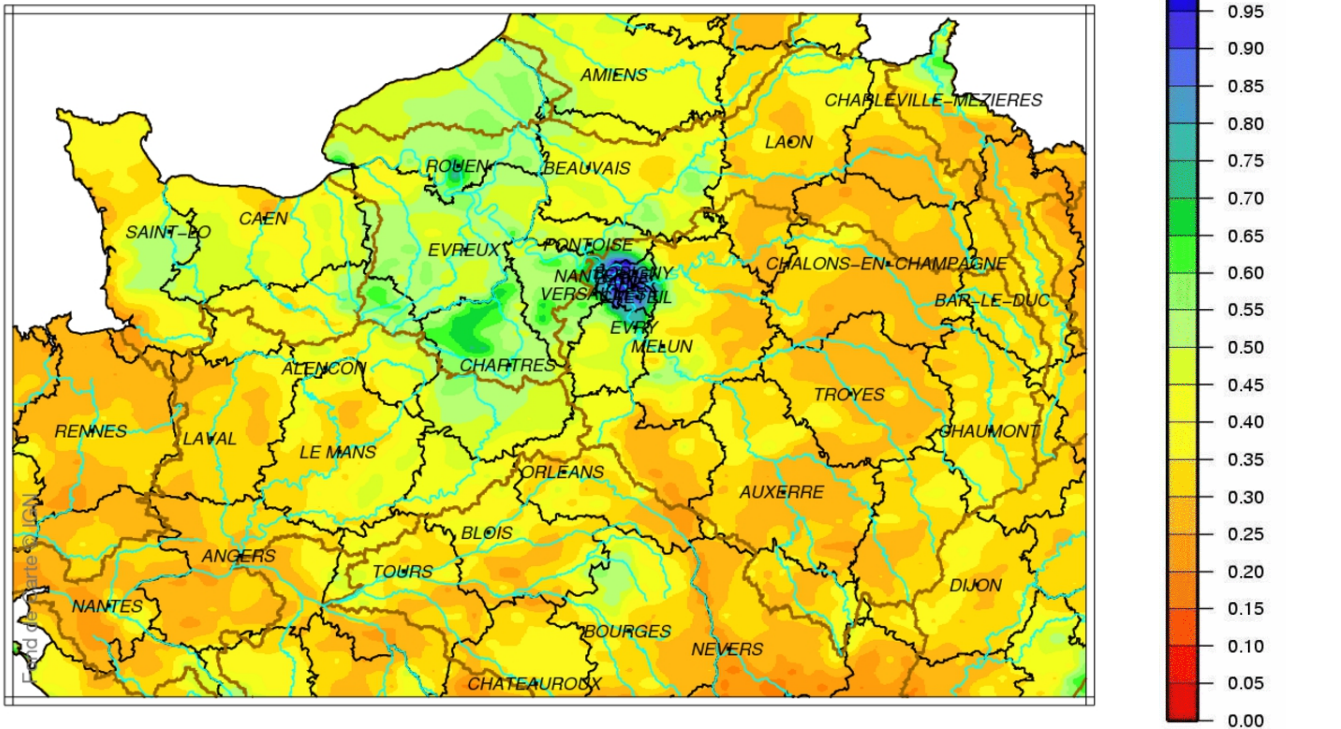 AMIENS
CHARLEVILLE-MEZIERES
LAON
ROUEN
BEAUVAIS
CAEN
SAINT-LO
EVREUX
PONTOISE
CHALONS-EN-CHAMPAGNE
BAR-LE-DUC
EVRY
MELUN
CHARTRES
ALENCON
TROYES
RENNES
LAVAL
LE MANS
CHAUMONT
ORLEANS
AUXERRE
BLOIS
ANGERS
TOURS
DIJON
NANTES
BOURGES
NEVERS
CHATEAUROUX
Fond de carte © IGN
0.95
0.90
0.85
0.80
0.75
0.70
0.65
0.60
0.55
0.50
0.45
0.40
0.35
0.30
0.25
0.20
0.15
0.10
0.05
0.00